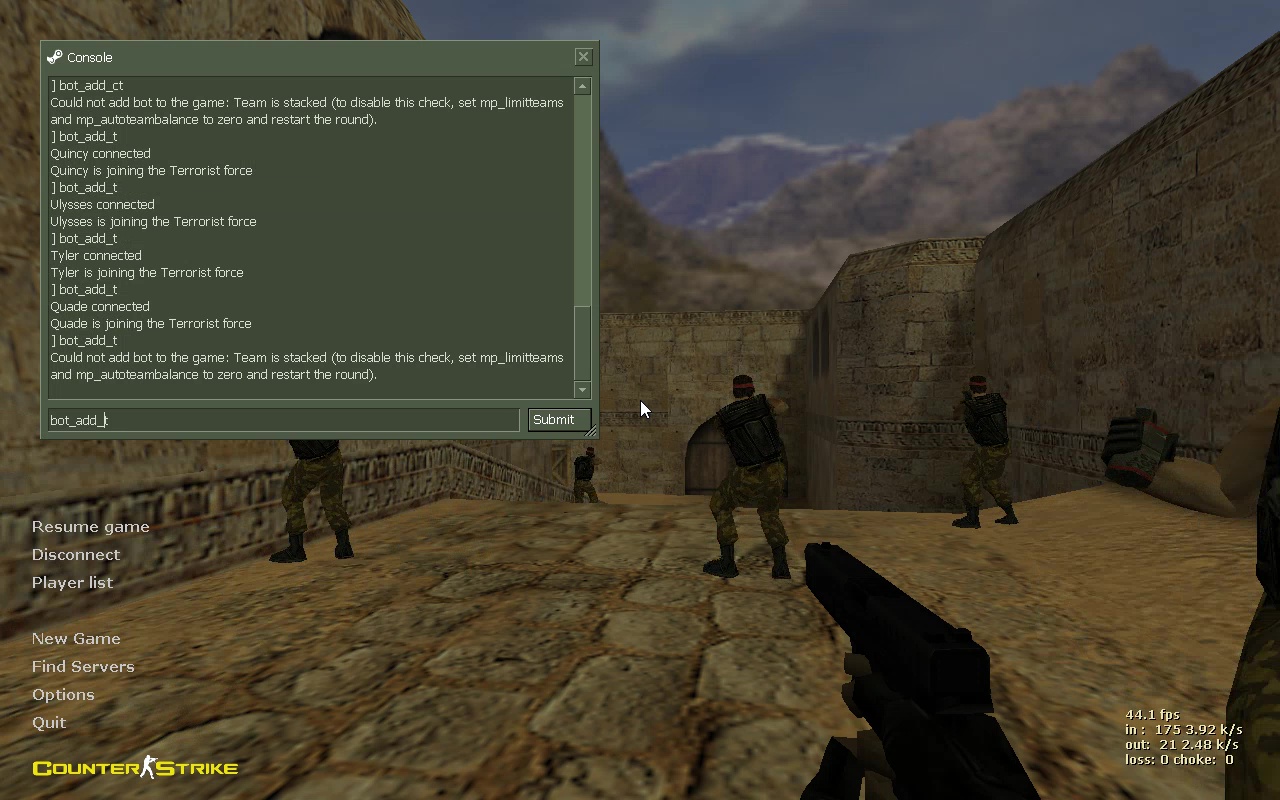 Console
] bot_add_ct
Could not add bot to the game: Team is stacked (to disable this check, set mp_limitteams
and mp_autoteambalance to zero and restart the round).
] bot_add_t
Quincy connected
Quincy is joining the Terrorist force
] bot_add_t
Ulysses connected
Ulysses is joining the Terrorist force
] bot_add_t
Tyler connected
Tyler is joining the Terrorist force
] bot_add_t
Quade connected
Quade is joining the Terrorist force
] bot_add_t
Could not add bot to the game: Team is stacked (to disable this check, set mp_limitteams
and mp_autoteambalance to zero and restart the round).
bot_add_t
Submit
Resume game
Disconnect
Player list
New Game
Find Servers
Options
Quit
COUNTER STRIKE
44.1 fps
in : 175 3.92 k/s
out: 21 2.48 k/s
loss: 0 choke: 0